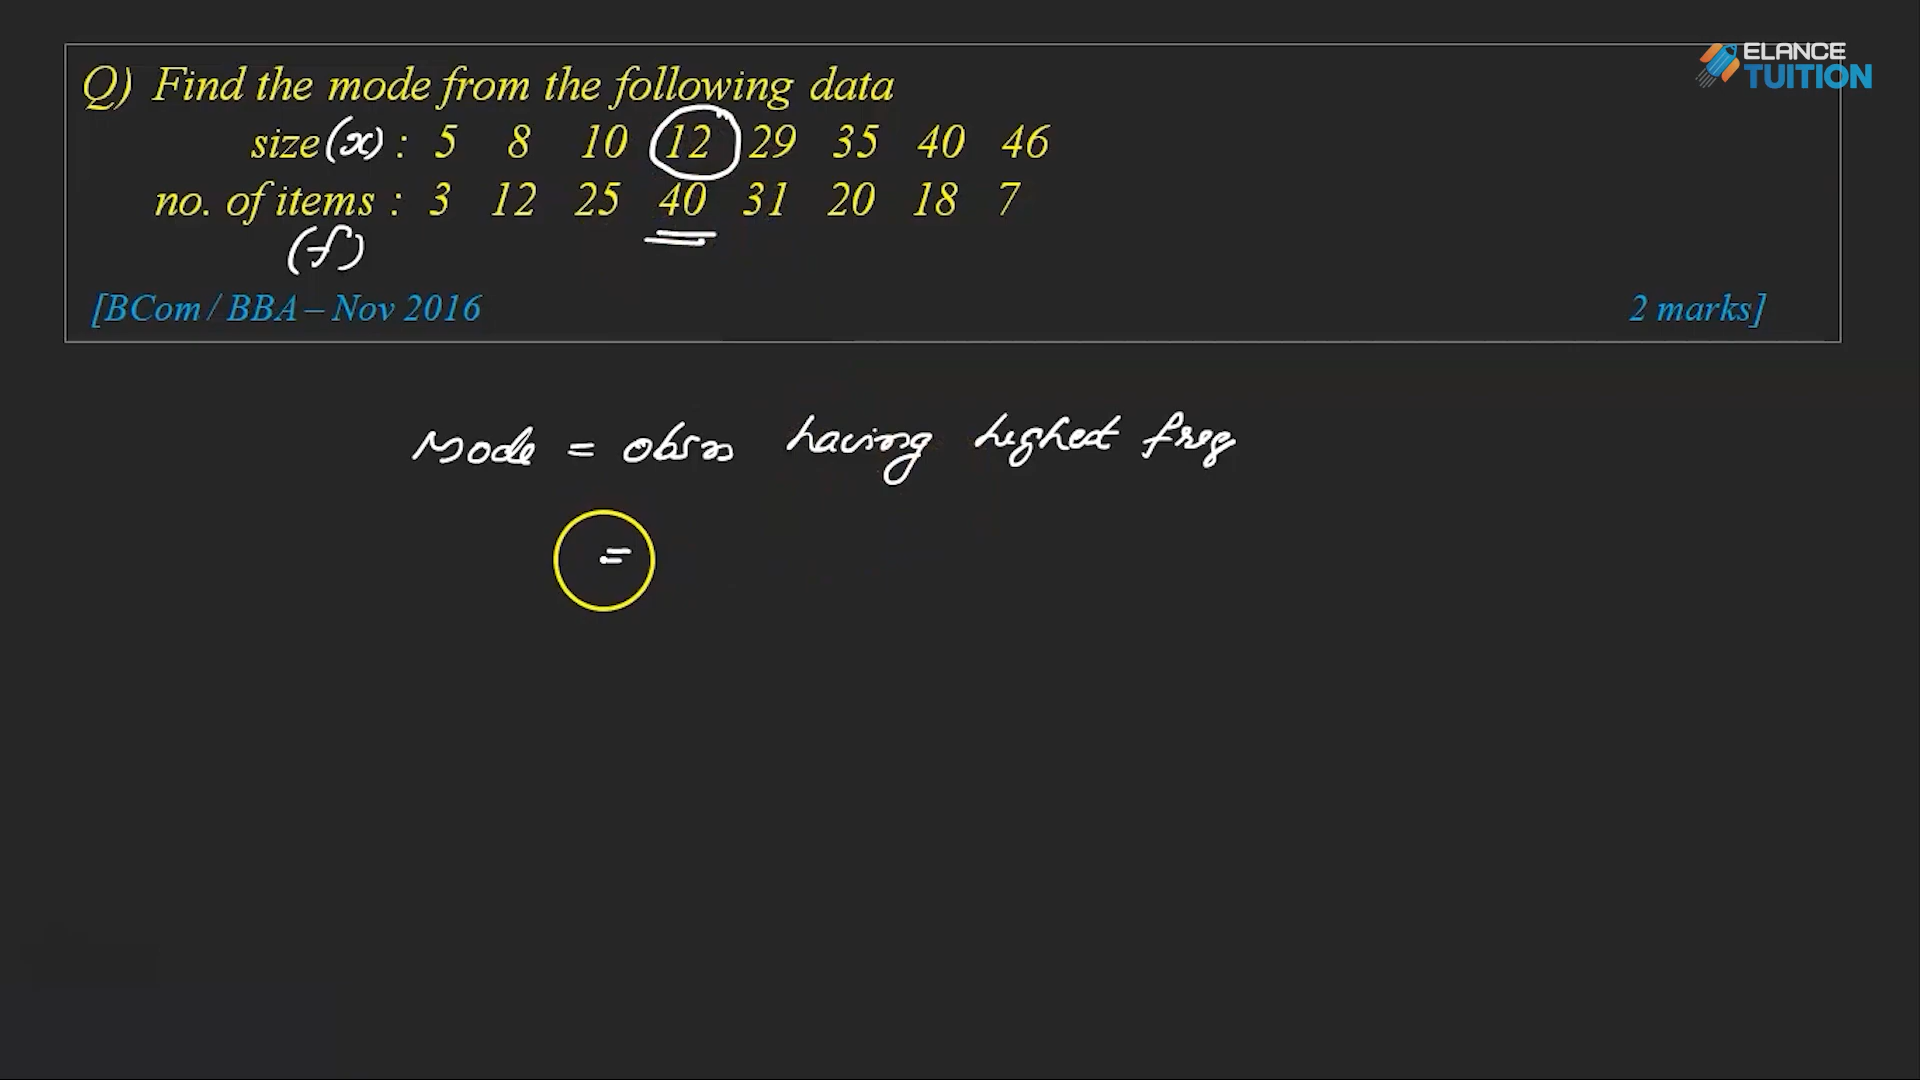 ELANCE
TUITION
Q) Find the mode from the following data
size (x) : 5 8 10 12 29 35 40 46
no. of items : 3 12 25 40 31 20 18 7
(f)
[BCom / BBA – Nov 2016 2 marks]
Mode = obsn having highest freq
=